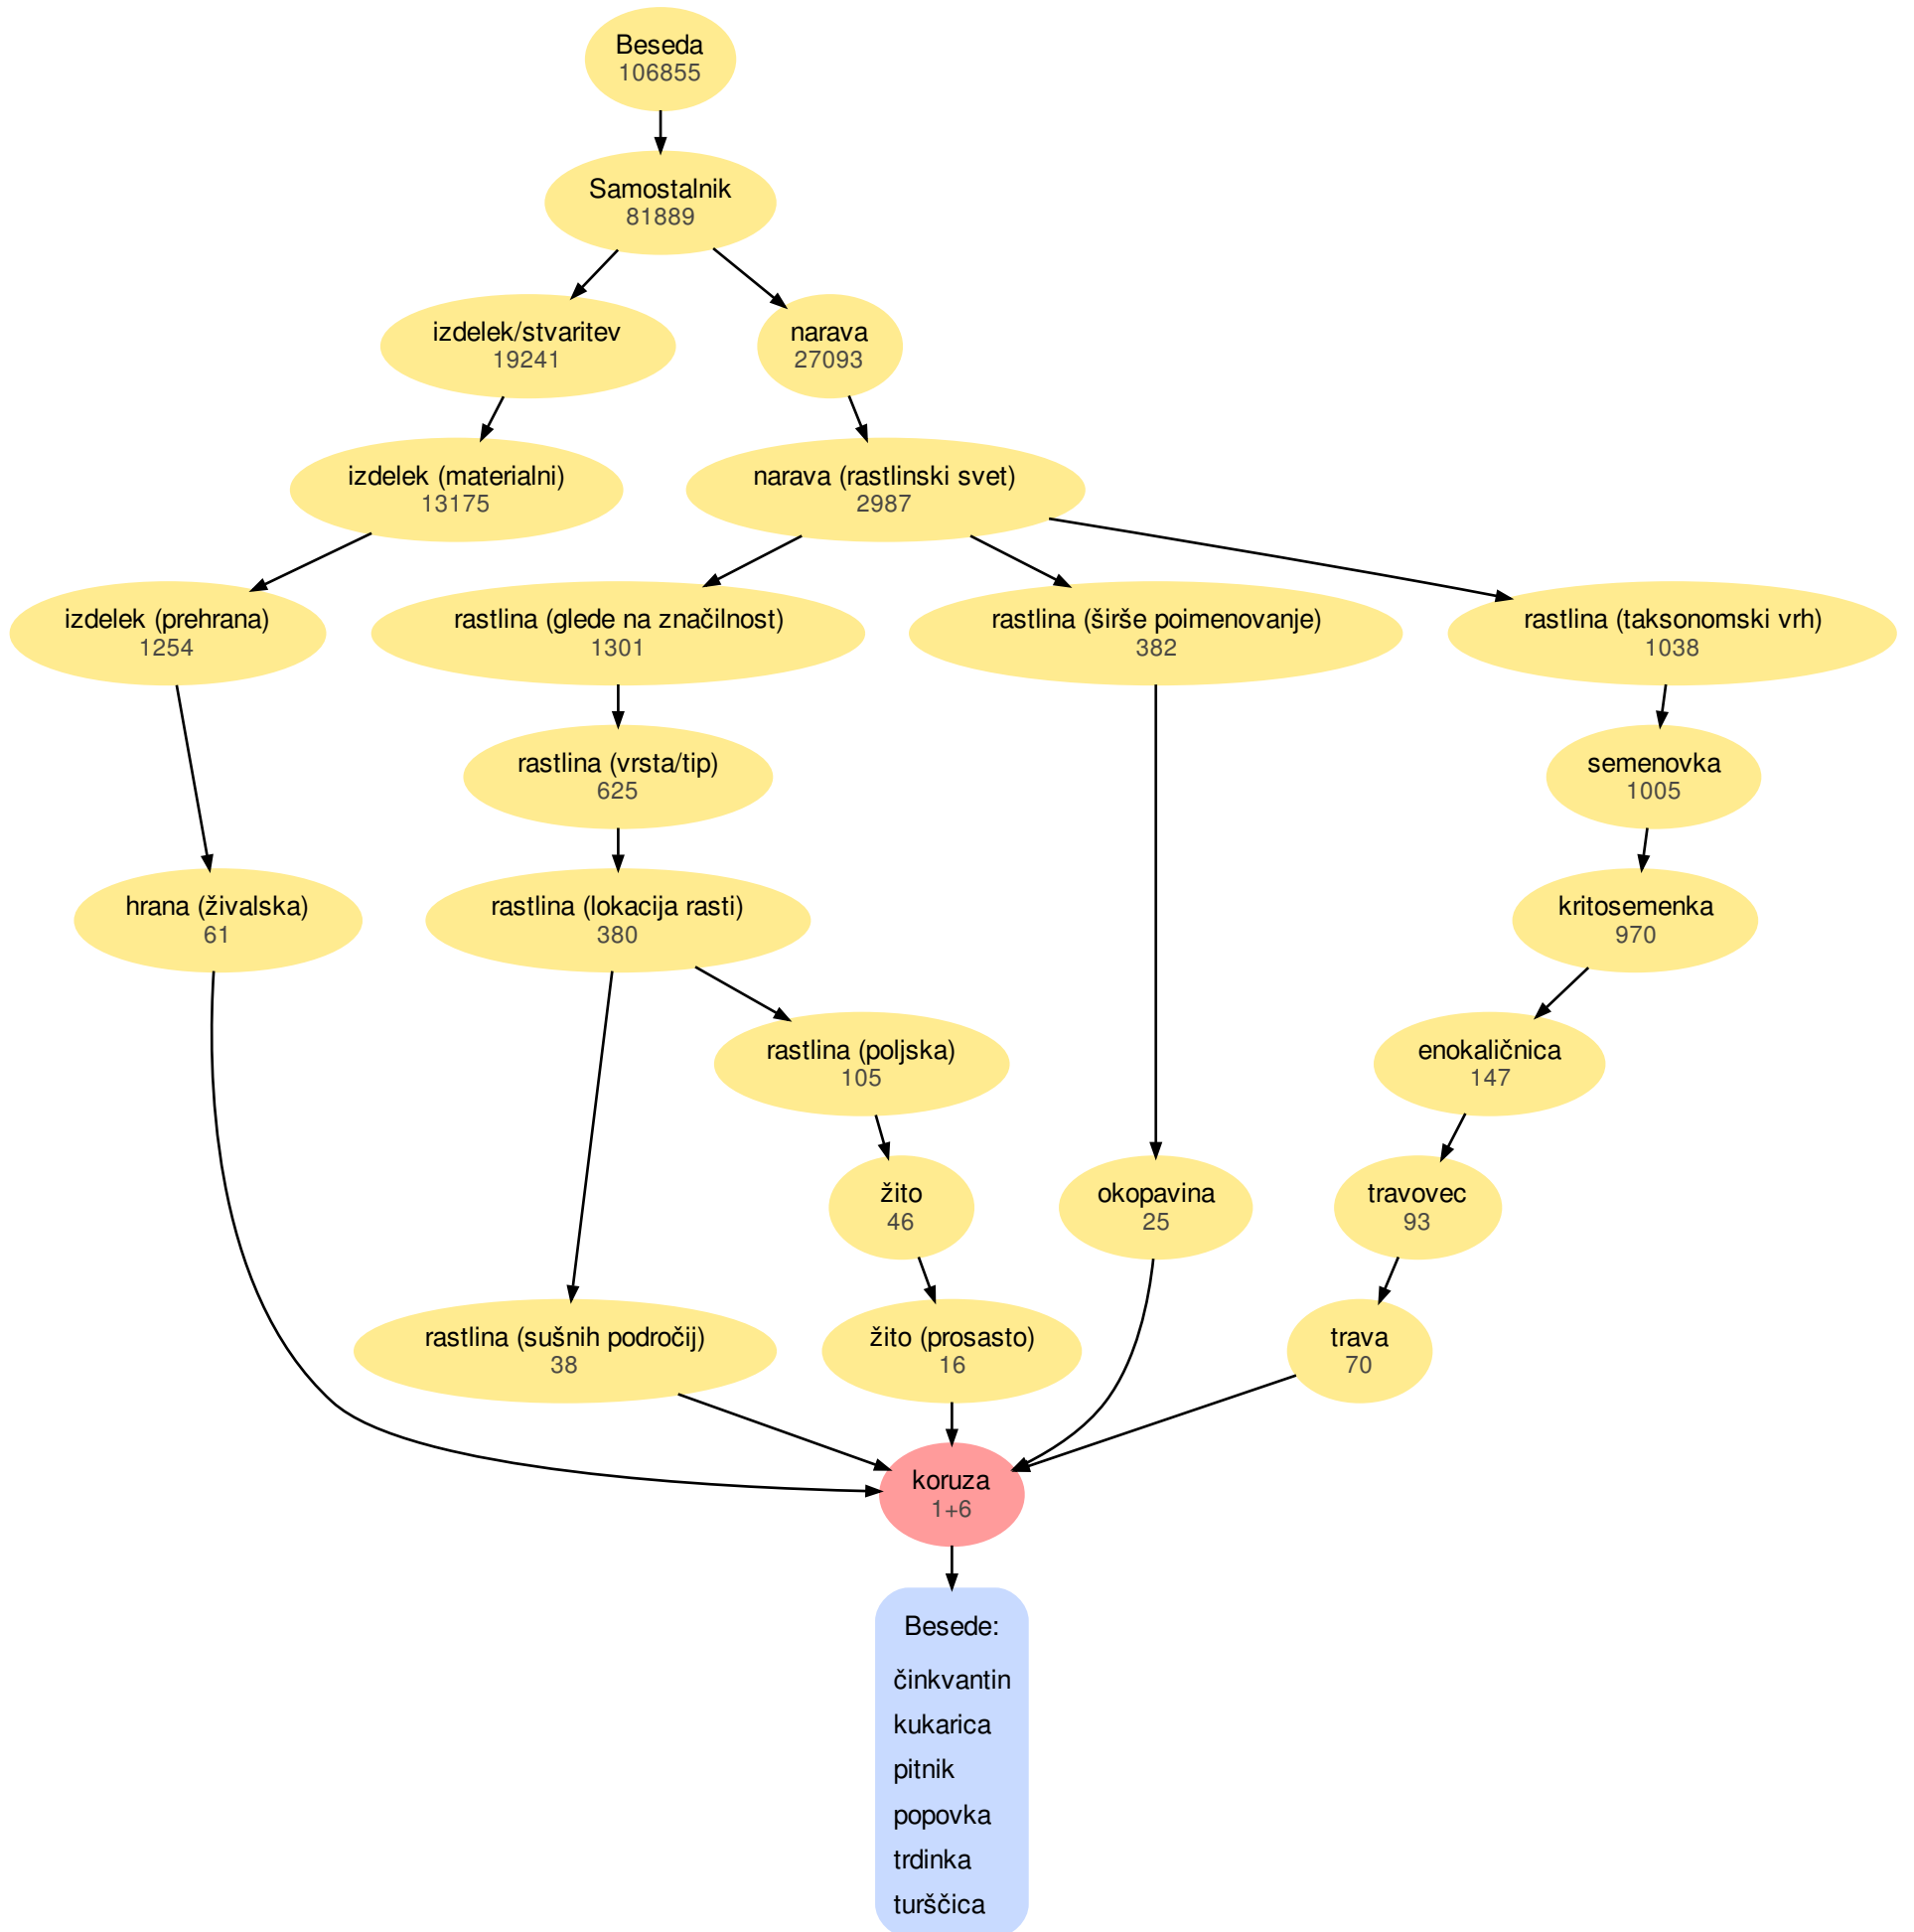 Beseda
106855
Samostalnik
81889
izdelek/stvaritev
19241
narava
27093
izdelek (materialni)
13175
narava (rastlinski svet)
2987
izdelek (prehrana)
1254
rastlina (glede na značilnost)
1301
rastlina (širše poimenovanje)
382
rastlina (taksonomski vrh)
1038
rastlina (vrsta/tip)
625
semenovka
1005
hrana (živalska)
61
rastlina (lokacija rasti)
380
kritosemenka
970
rastlina (poljska)
105
enokaličnica
147
žito
46
okopavina
25
travovec
93
rastlina (sušnih področij)
38
žito (prosasto)
16
trava
70
koruza
1+6
Besede:
činkvantin
kukarica
pitnik
popovka
trdinka
turščica